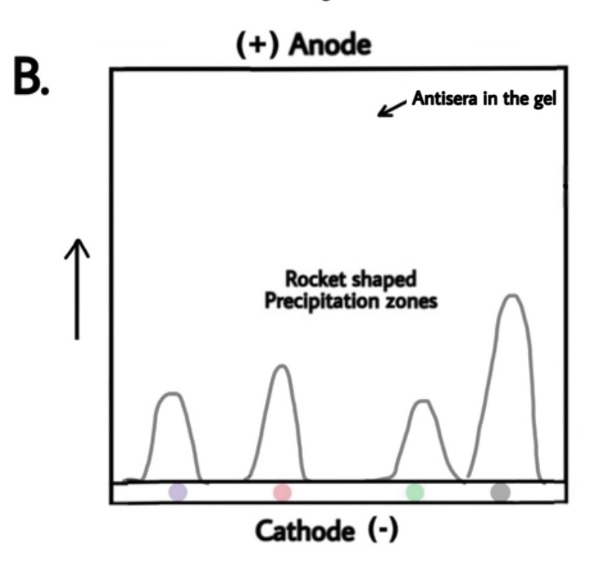 (+) Anode
B.
Antisera in the gel
Rocket shaped
Precipitation zones
Cathode (-)